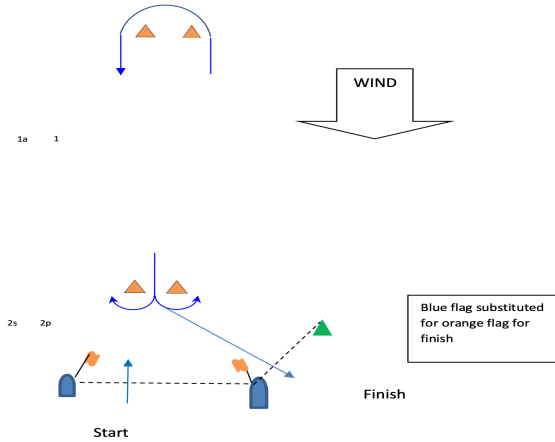 WIND
1a 1
2s 2p
Blue flag substituted
for orange flag for
finish
Finish
Start